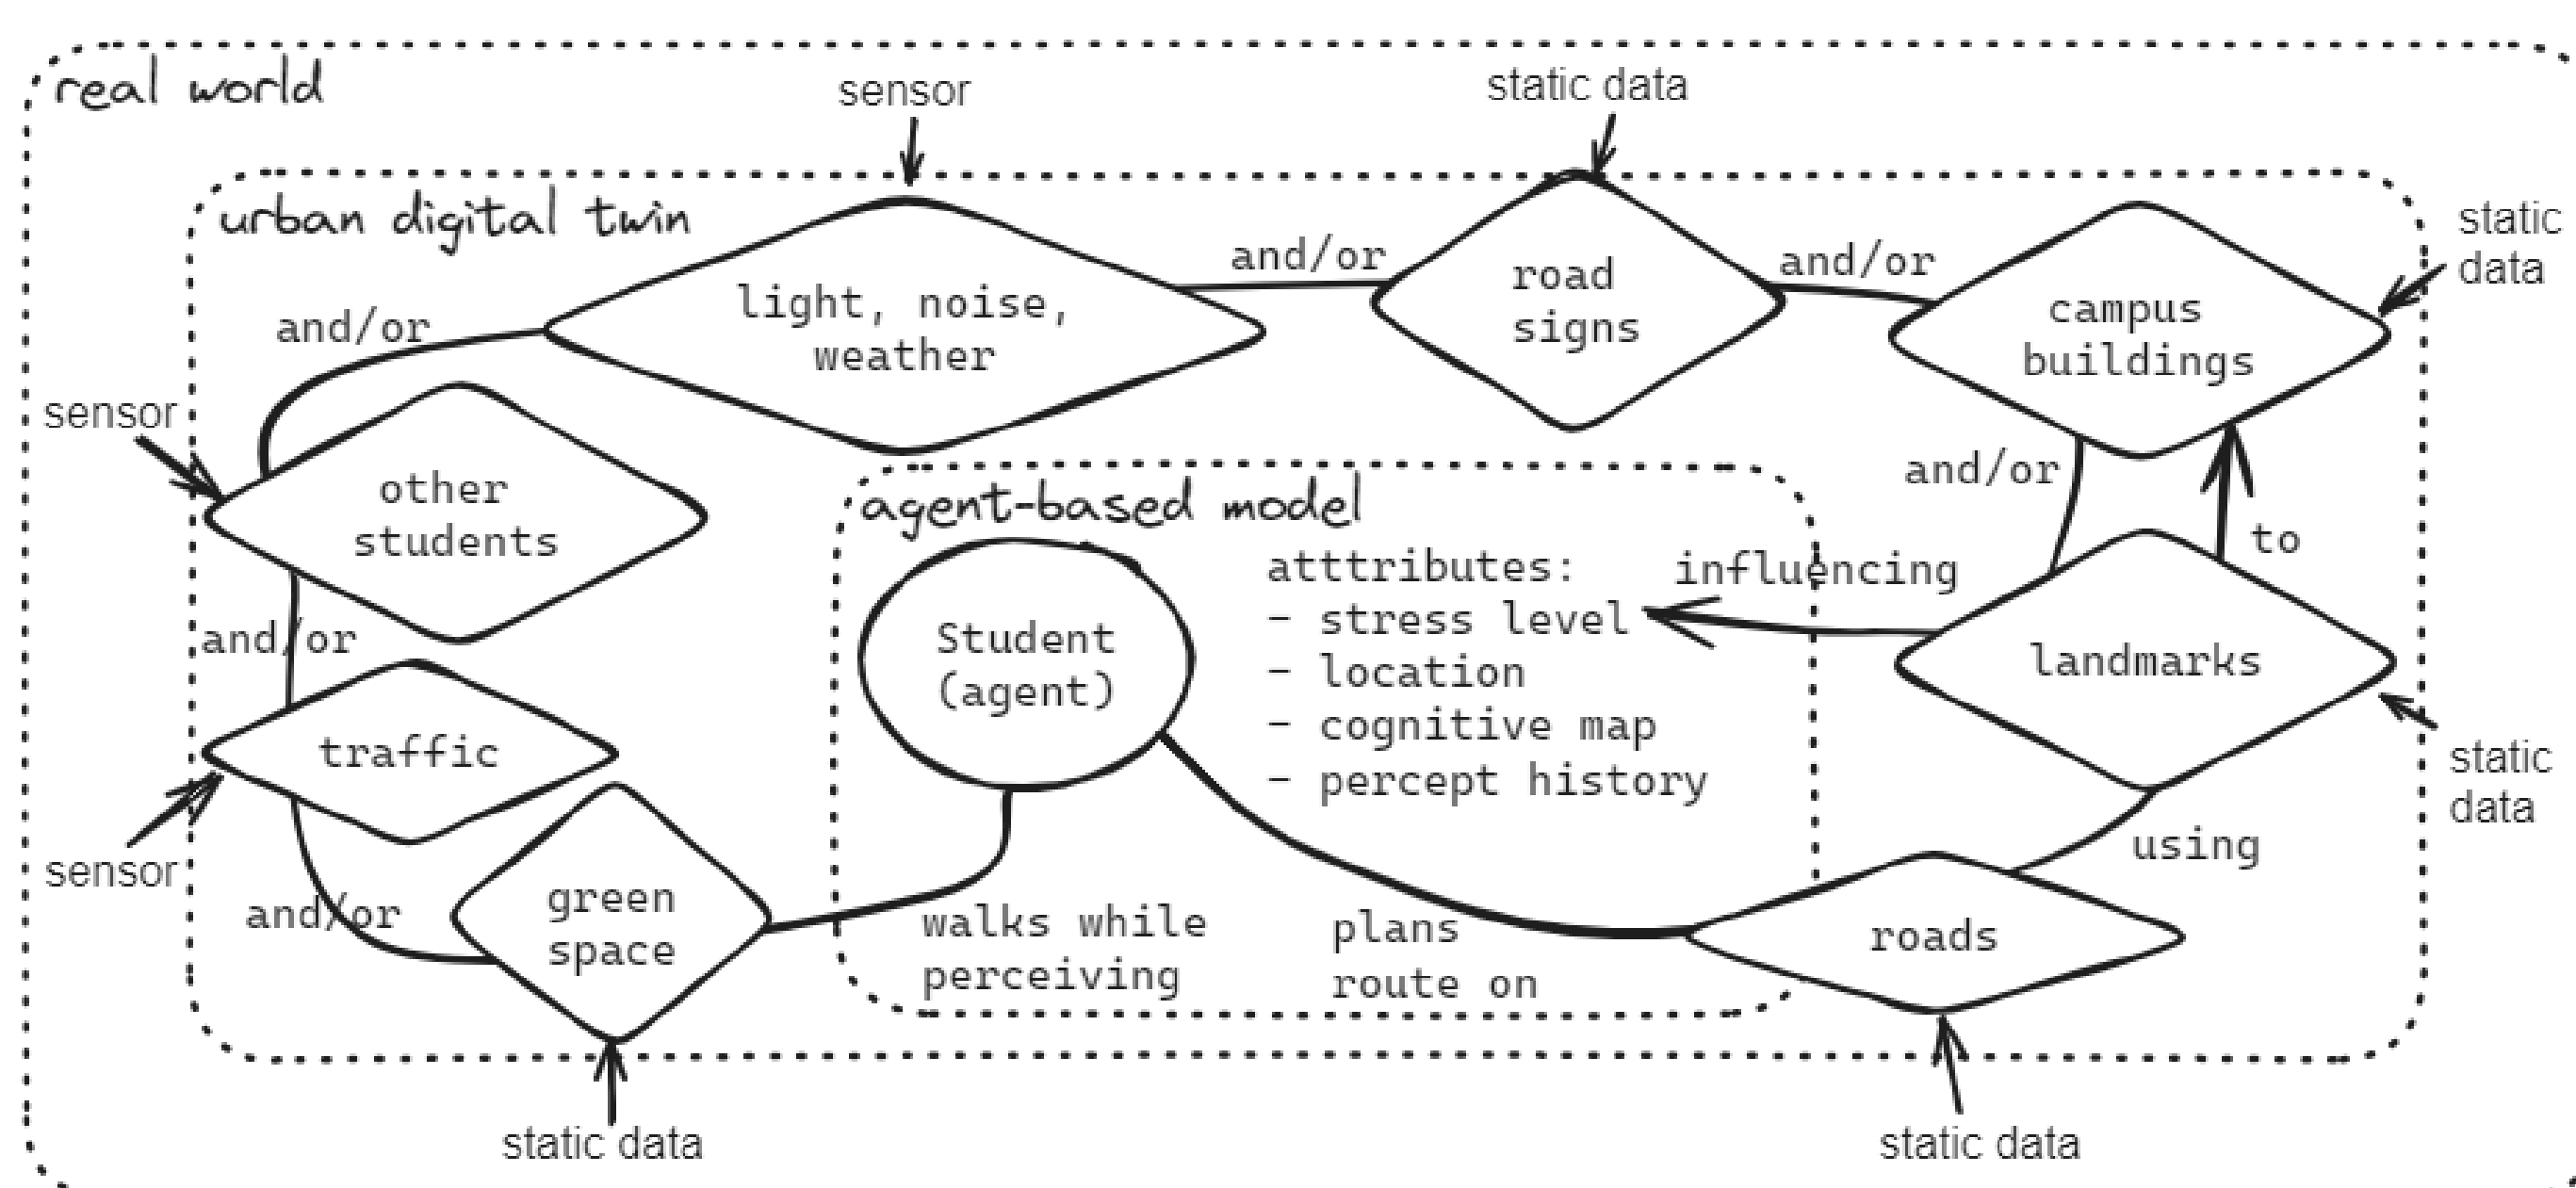 real world
sensor
static data
urban digital twin
static
data
and/or
and/or
light, noise,
weather
road
signs
campus
buildings
and/or
sensor
other
students
and/or
agent-based model
to
atttributes:
influencing
- stress level
Student
(agent)
- location
- cognitive map
- percept history
landmarks
and/or
traffic
static
data
sensor
using
green
space
and/or
walks while
perceiving
plans
route on
roads
static data
static data